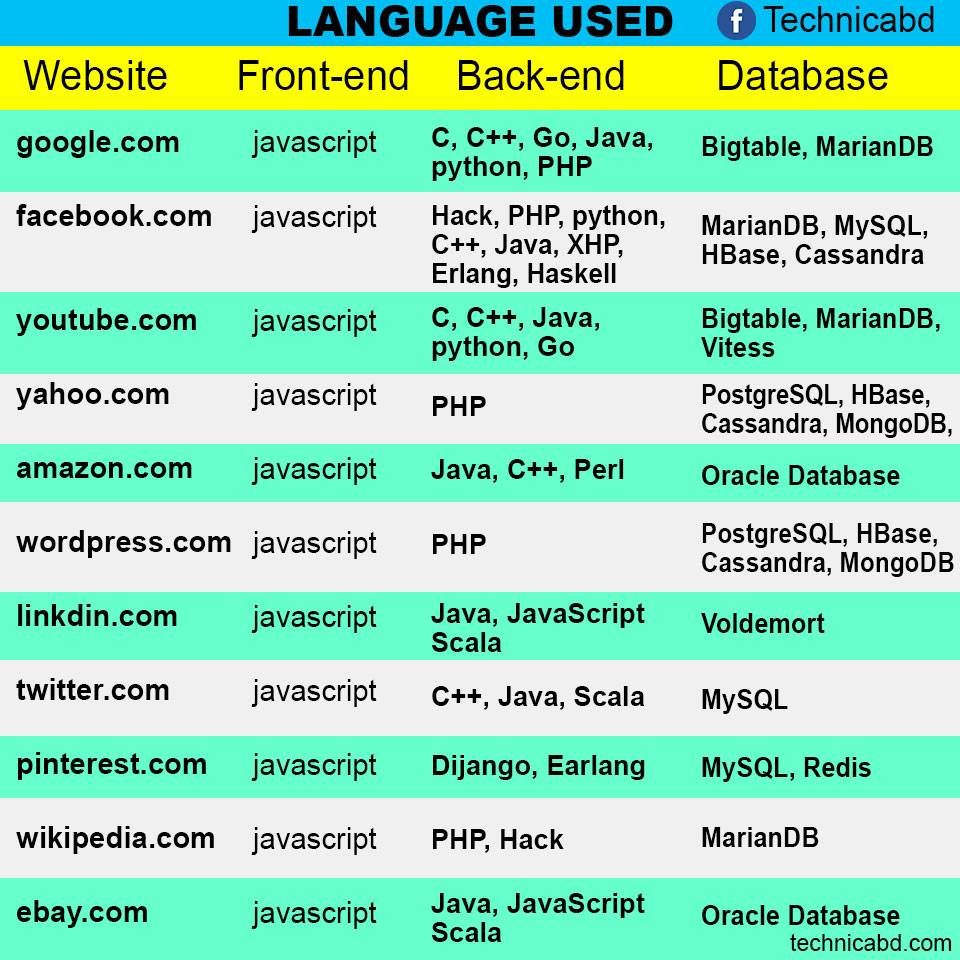 LANGUAGE USED f Technicabd
Website Front-end Back-end Database
google.com javascript C, C++, Go, Java, Bigtable, MarianDB
python, PHP
facebook.com javascript Hack, PHP, python, MarianDB, MySQL,
C++, Java, XHP, HBase, Cassandra
Erlang, Haskell
youtube.com javascript C, C++, Java, Bigtable, MarianDB,
python, Go Vitess
yahoo.com javascript PHP PostgreSQL, HBase,
Cassandra, MongoDB,
amazon.com javascript Java, C++, Perl Oracle Database
wordpress.com javascript PHP PostgreSQL, HBase,
Cassandra, MongoDB
linkdin.com javascript Java, JavaScript Voldemort
Scala
twitter.com javascript C++, Java, Scala MySQL
pinterest.com javascript Dijango, Earlang MySQL, Redis
wikipedia.com javascript PHP, Hack MarianDB
ebay.com javascript Java, JavaScript Oracle Database
Scala
technicabd.com